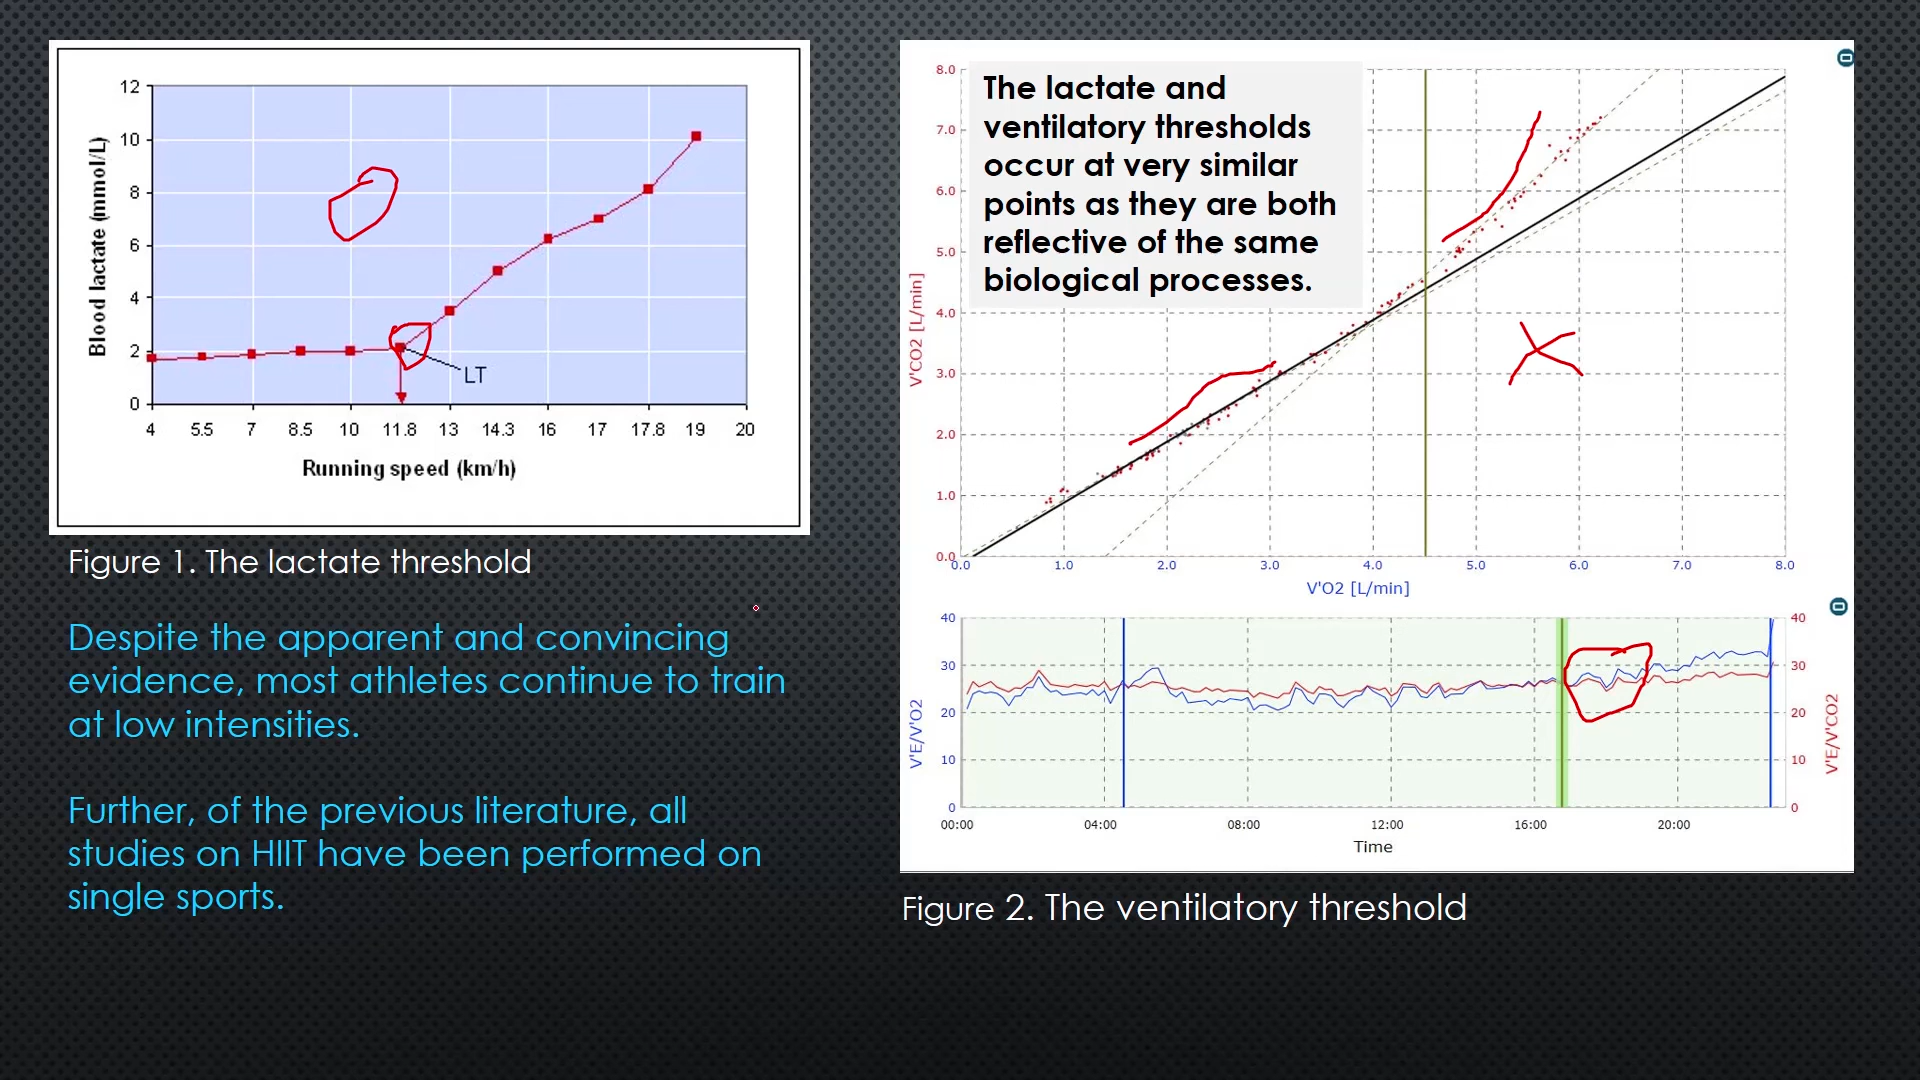 12
10
8
6
4
2
0
Blood lactate (mmol/L)
LT
4 5.5 7 8.5 10 11.8 13 14.3 16 17 17.8 19 20
Running speed (km/h)
Figure 1. The lactate threshold
Despite the apparent and convincing
evidence, most athletes continue to train
at low intensities.
Further, of the previous literature, all
studies on HIIT have been performed on
single sports.
The lactate and
ventilatory thresholds
occur at very similar
points as they are both
reflective of the same
biological processes.
8.0
7.0
6.0
5.0
4.0
3.0
2.0
1.0
0.0
V'CO2 [L/min]
0.0 1.0 2.0 3.0 4.0 5.0 6.0 7.0 8.0
V'O2 [L/min]
40
30
20
10
0
V'E/V'O2
40
30
20
10
0
V'E/V'CO2
00:00 04:00 08:00 12:00 16:00 20:00
Time
Figure 2. The ventilatory threshold